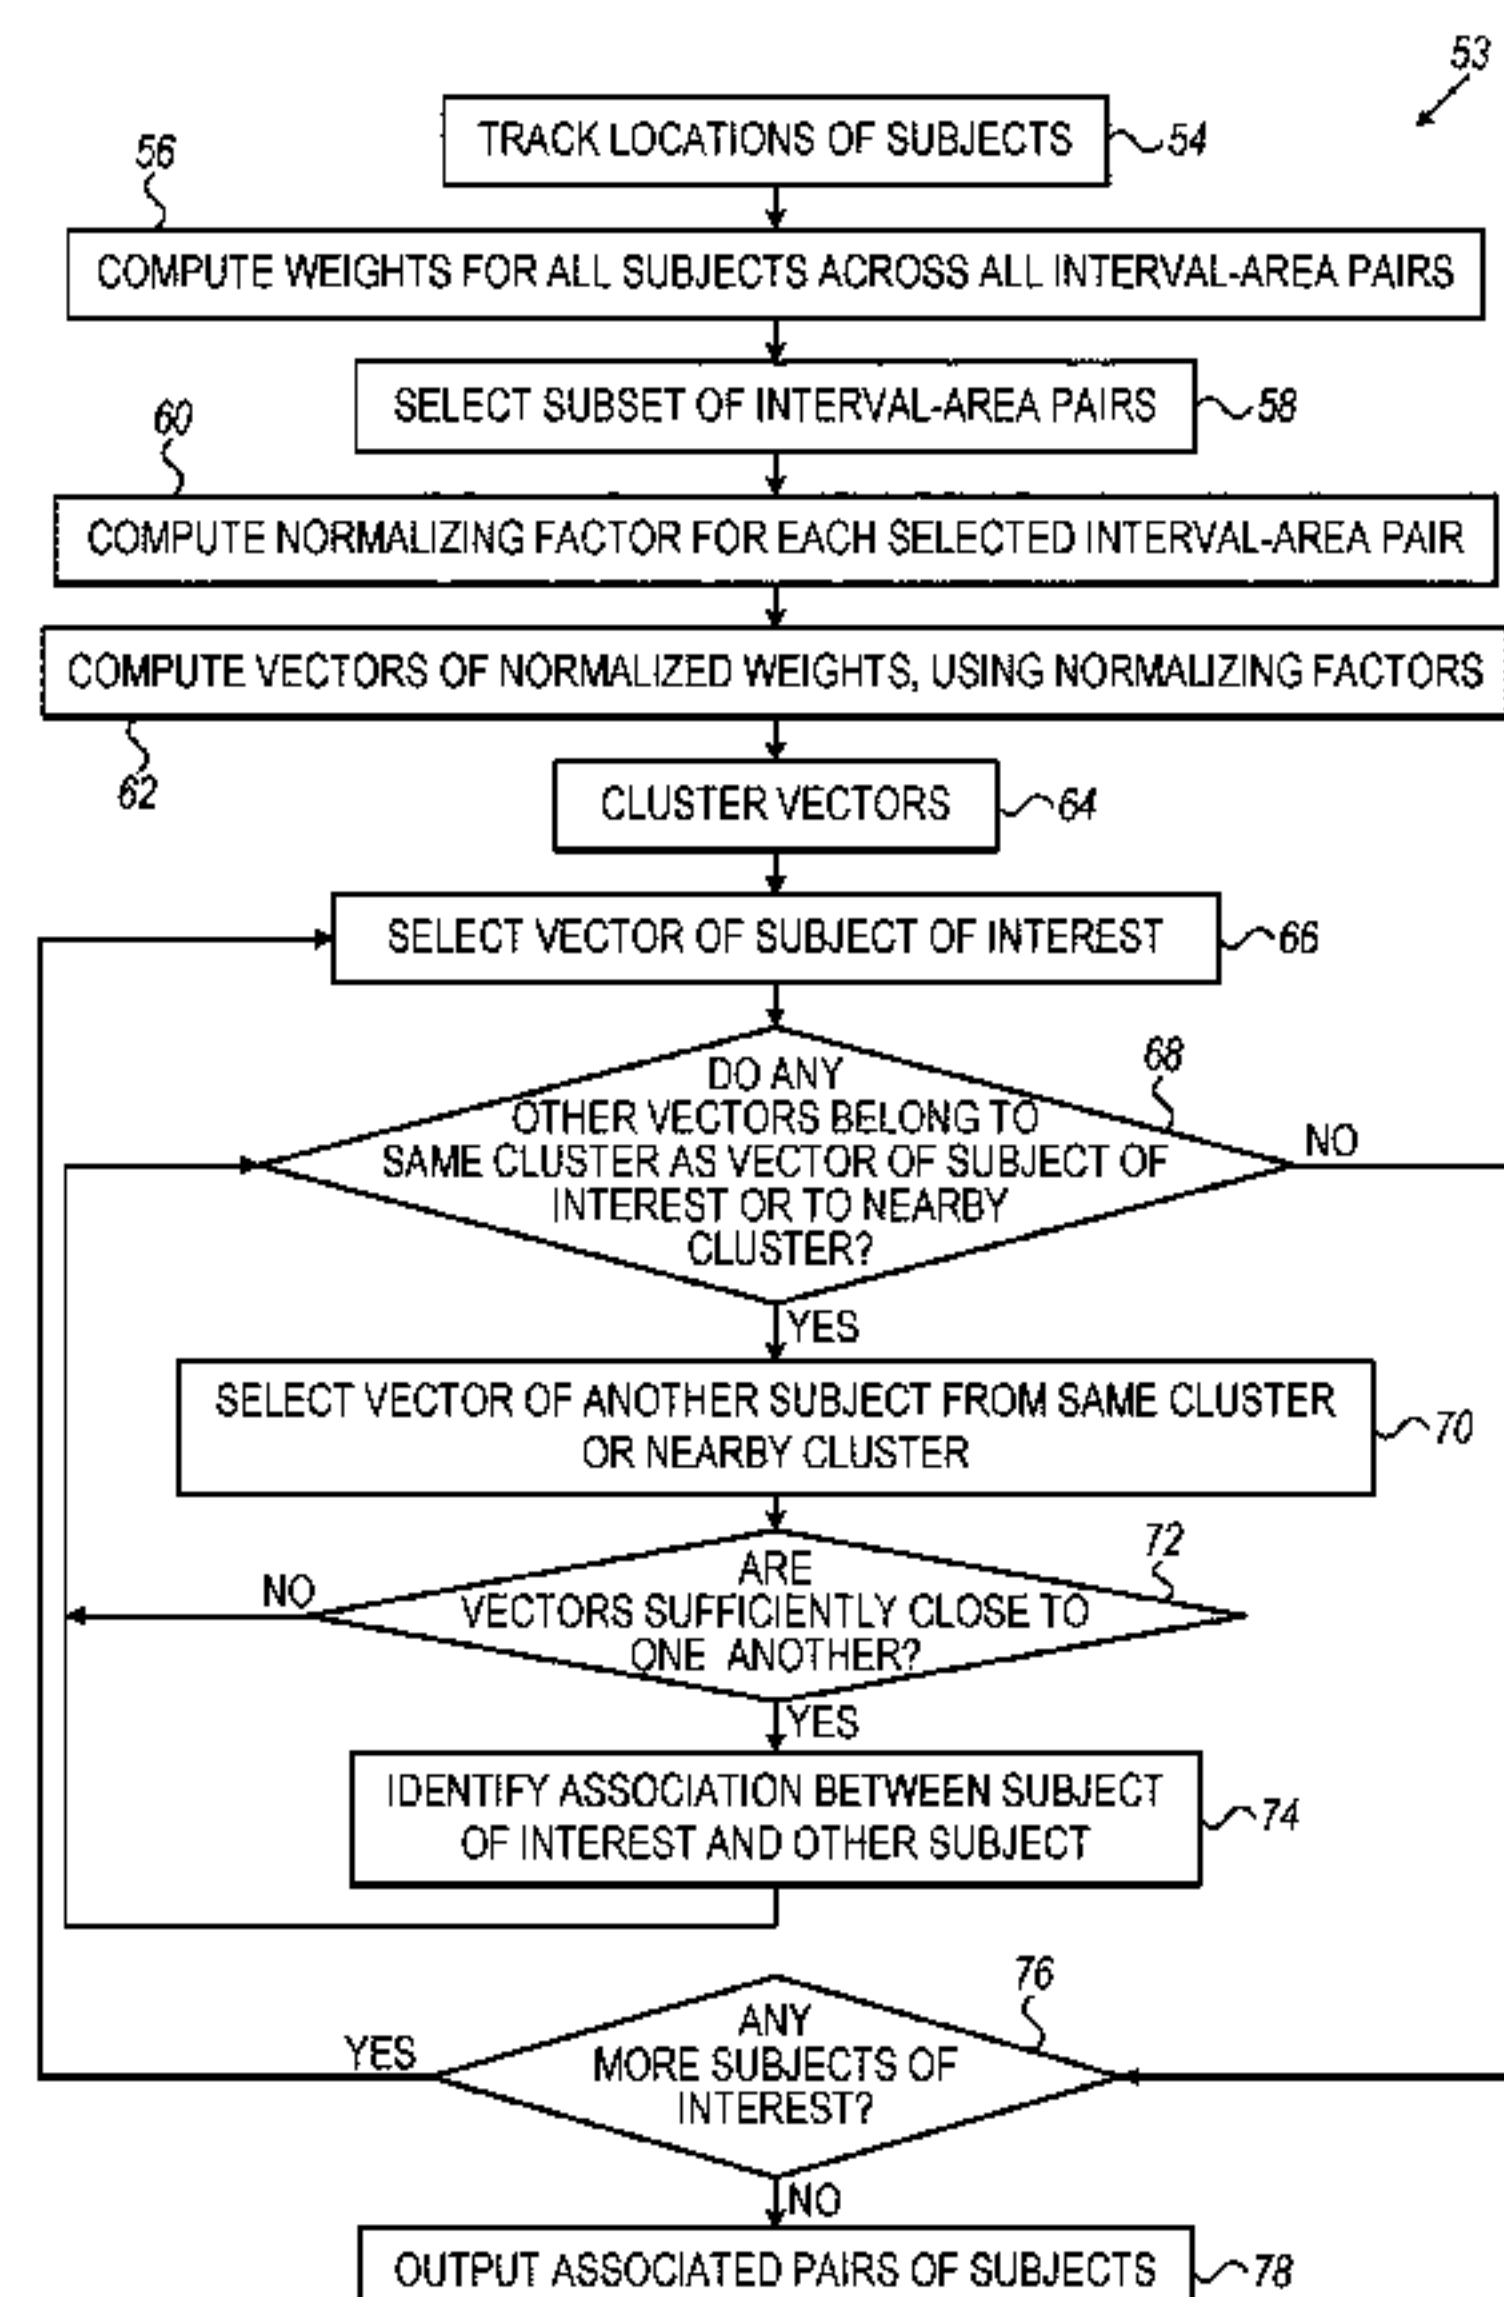 53
TRACK LOCATIONS OF SUBJECTS
54
56
COMPUTE WEIGHTS FOR ALL SUBJECTS ACROSS ALL INTERVAL-AREA PAIRS
SELECT SUBSET OF INTERVAL-AREA PAIRS
58
60
COMPUTE NORMALIZING FACTOR FOR EACH SELECTED INTERVAL-AREA PAIR
COMPUTE VECTORS OF NORMALIZED WEIGHTS, USING NORMALIZING FACTORS
62
CLUSTER VECTORS
64
SELECT VECTOR OF SUBJECT OF INTEREST
66
DO ANY
OTHER VECTORS BELONG TO
SAME CLUSTER AS VECTOR OF SUBJECT OF
INTEREST OR TO NEARBY
CLUSTER?
68
NO
YES
SELECT VECTOR OF ANOTHER SUBJECT FROM SAME CLUSTER
OR NEARBY CLUSTER
70
ARE
VECTORS SUFFICIENTLY CLOSE TO
ONE ANOTHER?
72
NO
YES
IDENTIFY ASSOCIATION BETWEEN SUBJECT
OF INTEREST AND OTHER SUBJECT
74
ANY
MORE SUBJECTS OF
INTEREST?
76
YES
NO
OUTPUT ASSOCIATED PAIRS OF SUBJECTS
78